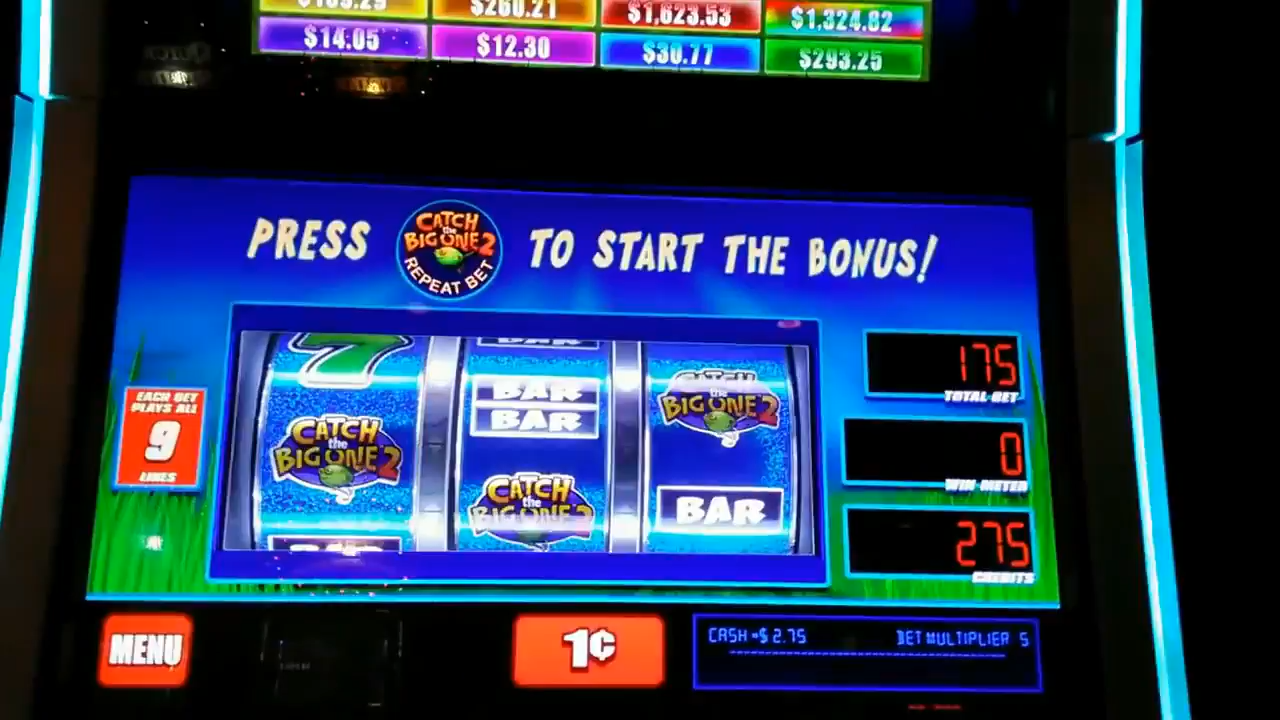 $260.21
$1,623.53
$1,324.82
$14.05
$12.30
$30.77
$293.25
PRESS
CATCH
the
BIG ONE 2
REPEAT BET
TO START THE BONUS!
EACH BET
PLAYS ALL
9
LINES
7
CATCH
the
BIG ONE 2
BAR
BAR
CATCH
the
BIG ONE 2
CATCH
the
BIG ONE 2
BAR
175
TOTAL BET
0
WIN METER
275
CREDITS
MENU
1¢
CASH =$ 2.75
BET MULTIPLIER 5